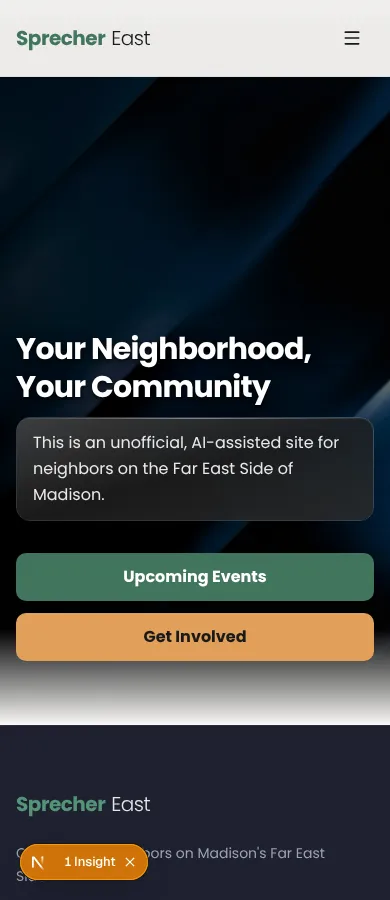 Sprecher East
Your Neighborhood,
Your Community
This is an unofficial, AI-assisted site for
neighbors on the Far East Side of
Madison.
Upcoming Events
Get Involved
Sprecher East
on Madison's Far East
N 1 Insight